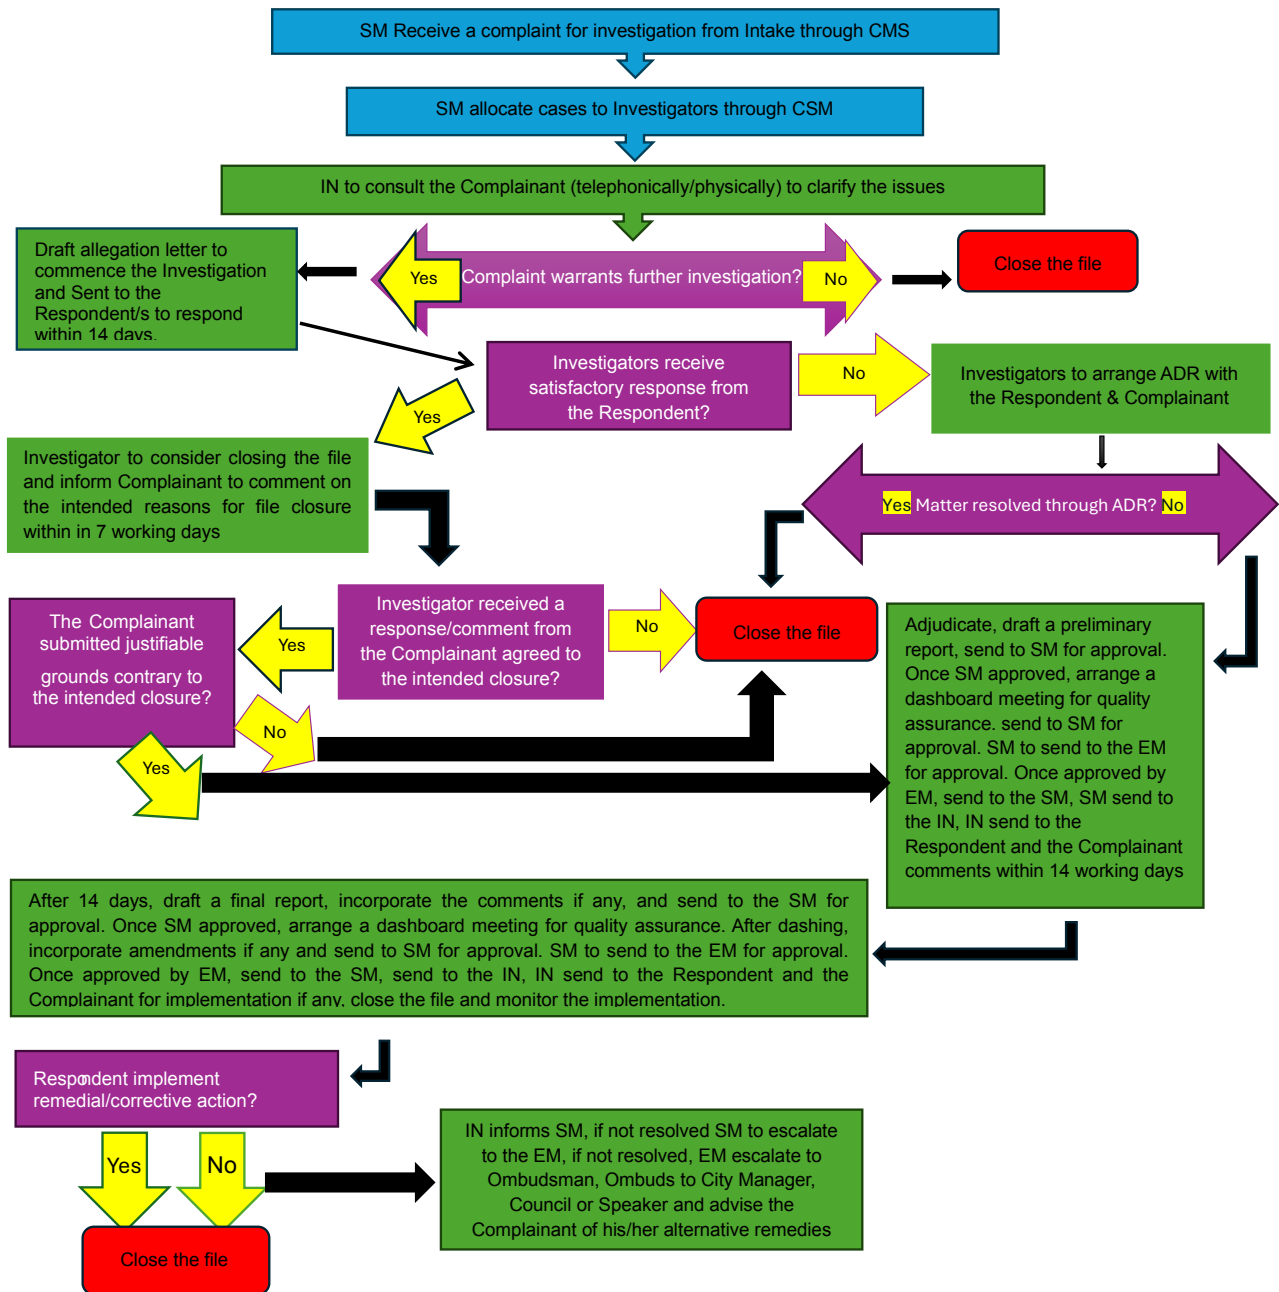 SM Receive a complaint for investigation from Intake through CMS
SM allocate cases to Investigators through CSM
IN to consult the Complainant (telephonically/physically) to clarify the issues
Draft allegation letter to
commence the Investigation
and Sent to the
Respondent/s to respond
within 14 days.
Yes
Complaint warrants further investigation?
No
Close the file
Investigators receive
satisfactory response from
the Respondent?
No
Investigators to arrange ADR with
the Respondent & Complainant
Yes
Investigator to consider closing the file
and inform Complainant to comment on
the intended reasons for file closure
within in 7 working days
Yes Matter resolved through ADR? No
The Complainant
submitted justifiable
grounds contrary to
the intended closure?
Yes
Investigator received a
response/comment from
the Complainant agreed to
the intended closure?
No
Close the file
Adjudicate, draft a preliminary
report, send to SM for approval.
Once SM approved, arrange a
dashboard meeting for quality
assurance. send to SM for
approval. SM to send to the EM
for approval. Once approved by
EM, send to the SM, SM send to
the IN, IN send to the
Respondent and the Complainant
comments within 14 working days
No
Yes
After 14 days, draft a final report, incorporate the comments if any, and send to the SM for
approval. Once SM approved, arrange a dashboard meeting for quality assurance. After dashing,
incorporate amendments if any and send to SM for approval. SM to send to the EM for approval.
Once approved by EM, send to the SM, send to the IN, IN send to the Respondent and the
Complainant for implementation if any, close the file and monitor the implementation.
Respondent implement
remedial/corrective action?
Yes
No
IN informs SM, if not resolved SM to escalate
to the EM, if not resolved, EM escalate to
Ombudsman, Ombuds to City Manager,
Council or Speaker and advise the
Complainant of his/her alternative remedies
Close the file